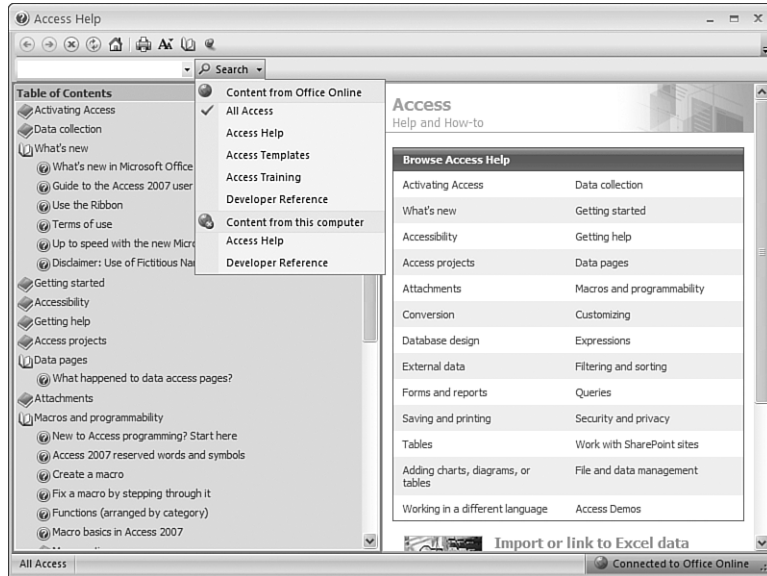 Access Help
Search
Table of Contents
Activating Access
Data collection
What's new
What's new in Microsoft Office
Guide to the Access 2007 user
Use the Ribbon
Terms of use
Up to speed with the new Micro
Disclaimer: Use of Fictitious Nam
Getting started
Accessibility
Getting help
Access projects
Data pages
What happened to data access pages?
Attachments
Macros and programmability
New to Access programming? Start here
Access 2007 reserved words and symbols
Create a macro
Fix a macro by stepping through it
Functions (arranged by category)
Macro basics in Access 2007
Content from Office Online
All Access
Access Help
Access Templates
Access Training
Developer Reference
Content from this computer
Access Help
Developer Reference
Access
Help and How-to
Browse Access Help
Activating Access Data collection
What's new Getting started
Accessibility Getting help
Access projects Data pages
Attachments Macros and programmability
Conversion Customizing
Database design Expressions
External data Filtering and sorting
Forms and reports Queries
Saving and printing Security and privacy
Tables Work with SharePoint sites
Adding charts, diagrams, or File and data management
tables
Working in a different language Access Demos
Import or link to Excel data
All Access
Connected to Office Online